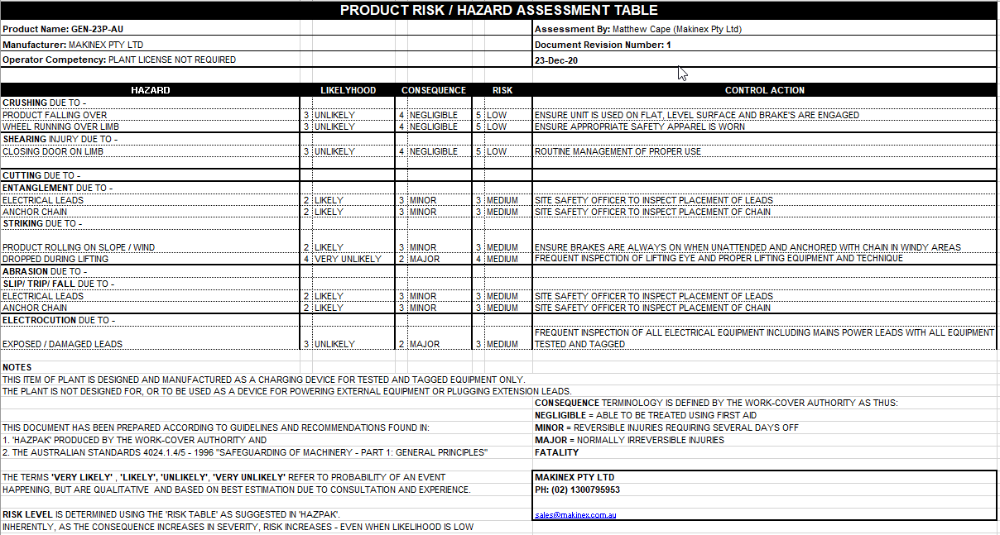 PRODUCT RISK / HAZARD ASSESSMENT TABLE
Product Name: GEN-23P-AU Assessment By: Matthew Cape (Makinex Pty Ltd)
Manufacturer: MAKINEX PTY LTD Document Revision Number: 1
Operator Competency: PLANT LICENSE NOT REQUIRED 23-Dec-20
HAZARD LIKELYHOOD CONSEQUENCE RISK CONTROL ACTION
CRUSHING DUE TO -
PRODUCT FALLING OVER 3 UNLIKELY 4 NEGLIGIBLE 5 LOW ENSURE UNIT IS USED ON FLAT, LEVEL SURFACE AND BRAKE'S ARE ENGAGED
WHEEL RUNNING OVER LIMB 3 UNLIKELY 4 NEGLIGIBLE 5 LOW ENSURE APPROPRIATE SAFETY APPAREL IS WORN
SHEARING INJURY DUE TO -
CLOSING DOOR ON LIMB 3 UNLIKELY 4 NEGLIGIBLE 5 LOW ROUTINE MANAGEMENT OF PROPER USE
CUTTING DUE TO -
ENTANGLEMENT DUE TO -
ELECTRICAL LEADS 2 LIKELY 3 MINOR 3 MEDIUM SITE SAFETY OFFICER TO INSPECT PLACEMENT OF LEADS
ANCHOR CHAIN 2 LIKELY 3 MINOR 3 MEDIUM SITE SAFETY OFFICER TO INSPECT PLACEMENT OF CHAIN
STRIKING DUE TO -
PRODUCT ROLLING ON SLOPE / WIND 2 LIKELY 3 MINOR 3 MEDIUM ENSURE BRAKES ARE ALWAYS ON WHEN UNATTENDED AND ANCHORED WITH CHAIN IN WINDY AREAS
DROPPED DURING LIFTING 4 VERY UNLIKELY 2 MAJOR 4 MEDIUM FREQUENT INSPECTION OF LIFTING EYE AND PROPER LIFTING EQUIPMENT AND TECHNIQUE
ABRASION DUE TO -
SLIP/ TRIP/ FALL DUE TO -
ELECTRICAL LEADS 2 LIKELY 3 MINOR 3 MEDIUM SITE SAFETY OFFICER TO INSPECT PLACEMENT OF LEADS
ANCHOR CHAIN 2 LIKELY 3 MINOR 3 MEDIUM SITE SAFETY OFFICER TO INSPECT PLACEMENT OF CHAIN
ELECTROCUTION DUE TO -
FREQUENT INSPECTION OF ALL ELECTRICAL EQUIPMENT INCLUDING MAINS POWER LEADS WITH ALL EQUIPMENT
EXPOSED / DAMAGED LEADS 3 UNLIKELY 2 MAJOR 3 MEDIUM TESTED AND TAGGED
NOTES
THIS ITEM OF PLANT IS DESIGNED AND MANUFACTURED AS A CHARGING DEVICE FOR TESTED AND TAGGED EQUIPMENT ONLY.
THE PLANT IS NOT DESIGNED FOR, OR TO BE USED AS A DEVICE FOR POWERING EXTERNAL EQUIPMENT OR PLUGGING EXTENSION LEADS.
CONSEQUENCE TERMINOLOGY IS DEFINED BY THE WORK-COVER AUTHORITY AS THUS:
NEGLIGIBLE = ABLE TO BE TREATED USING FIRST AID
THIS DOCUMENT HAS BEEN PREPARED ACCORDING TO GUIDELINES AND RECOMMENDATIONS FOUND IN: MINOR = REVERSIBLE INJURIES REQUIRING SEVERAL DAYS OFF
1. 'HAZPAK' PRODUCED BY THE WORK-COVER AUTHORITY AND MAJOR = NORMALLY IRREVERSIBLE INJURIES
2. THE AUSTRALIAN STANDARDS 4024.1.4/5 - 1996 "SAFEGUARDING OF MACHINERY - PART 1: GENERAL PRINCIPLES" FATALITY
THE TERMS 'VERY LIKELY' , 'LIKELY', 'UNLIKELY', 'VERY UNLIKELY' REFER TO PROBABILITY OF AN EVENT MAKINEX PTY LTD
HAPPENING, BUT ARE QUALITATIVE AND BASED ON BEST ESTIMATION DUE TO CONSULTATION AND EXPERIENCE. PH: (02) 1300795953
RISK LEVEL IS DETERMINED USING THE 'RISK TABLE' AS SUGGESTED IN 'HAZPAK'. sales@makinex.com.au
INHERENTLY, AS THE CONSEQUENCE INCREASES IN SEVERITY, RISK INCREASES - EVEN WHEN LIKELIHOOD IS LOW